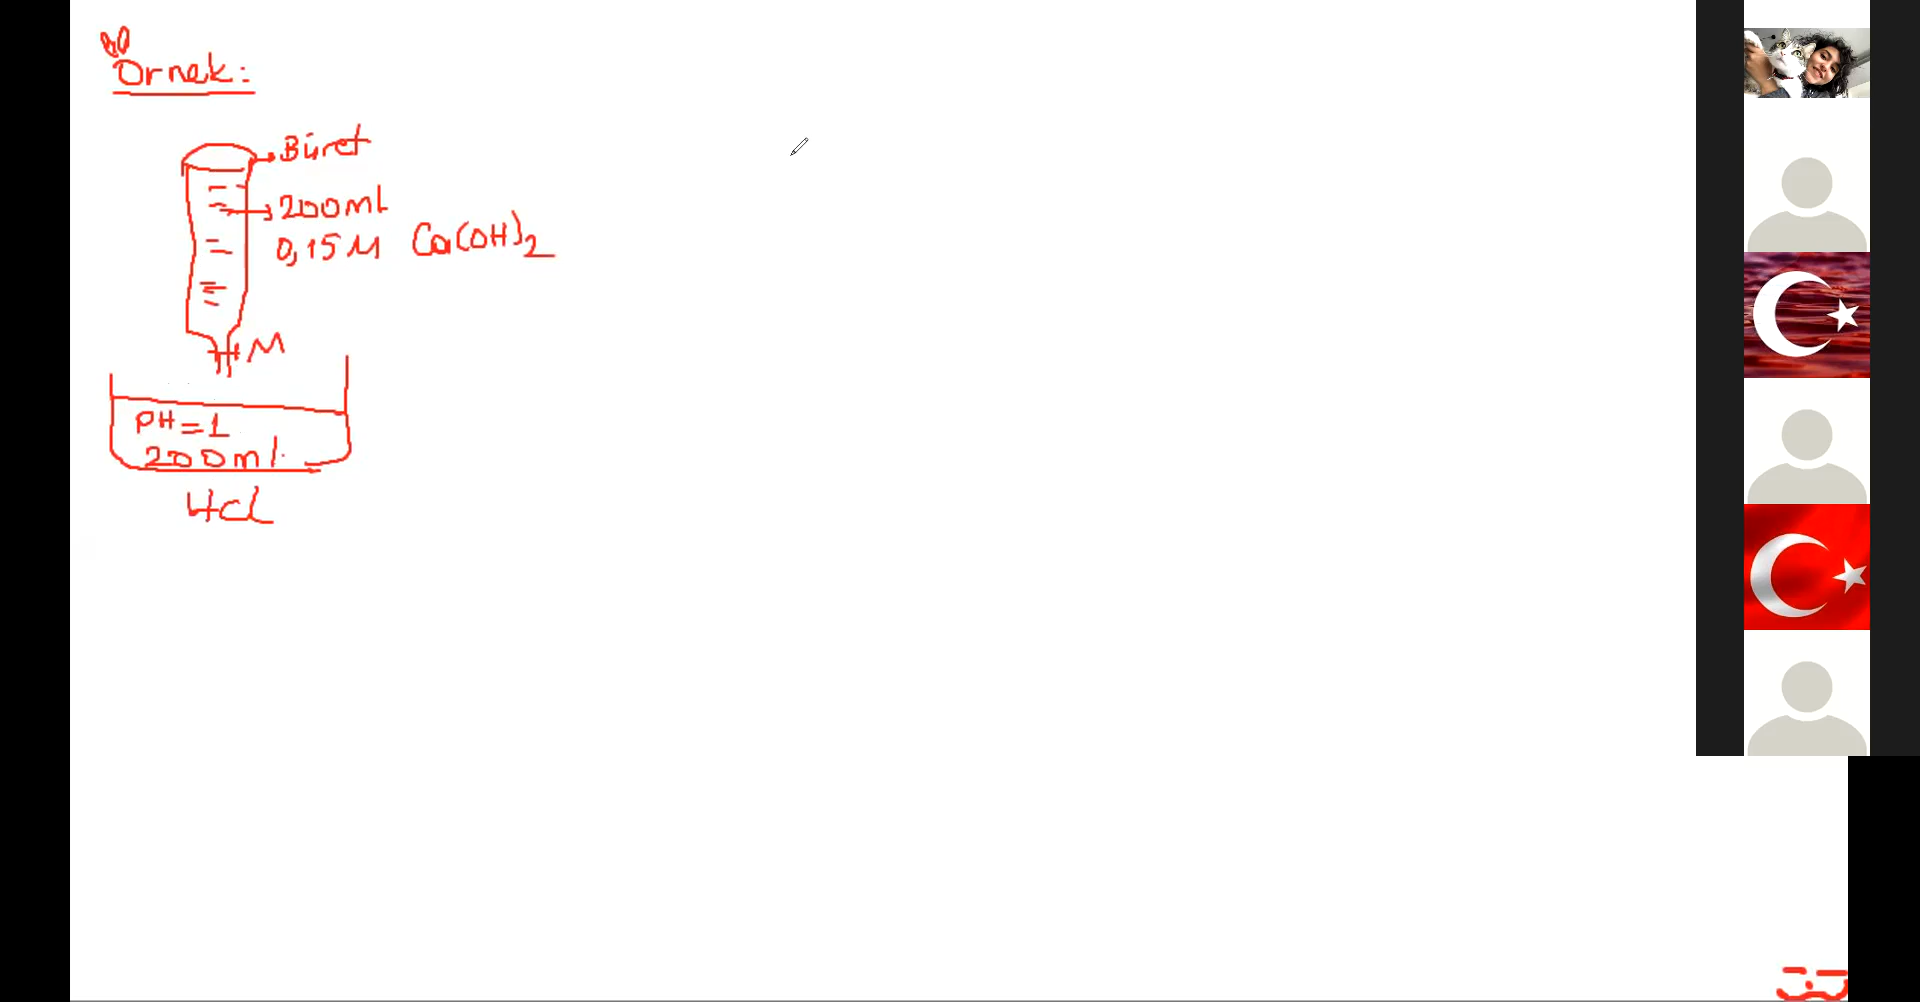 Örnek:
Büret
200ml
0,15M Ca(OH)2
M
PH=1
200ml
HCl